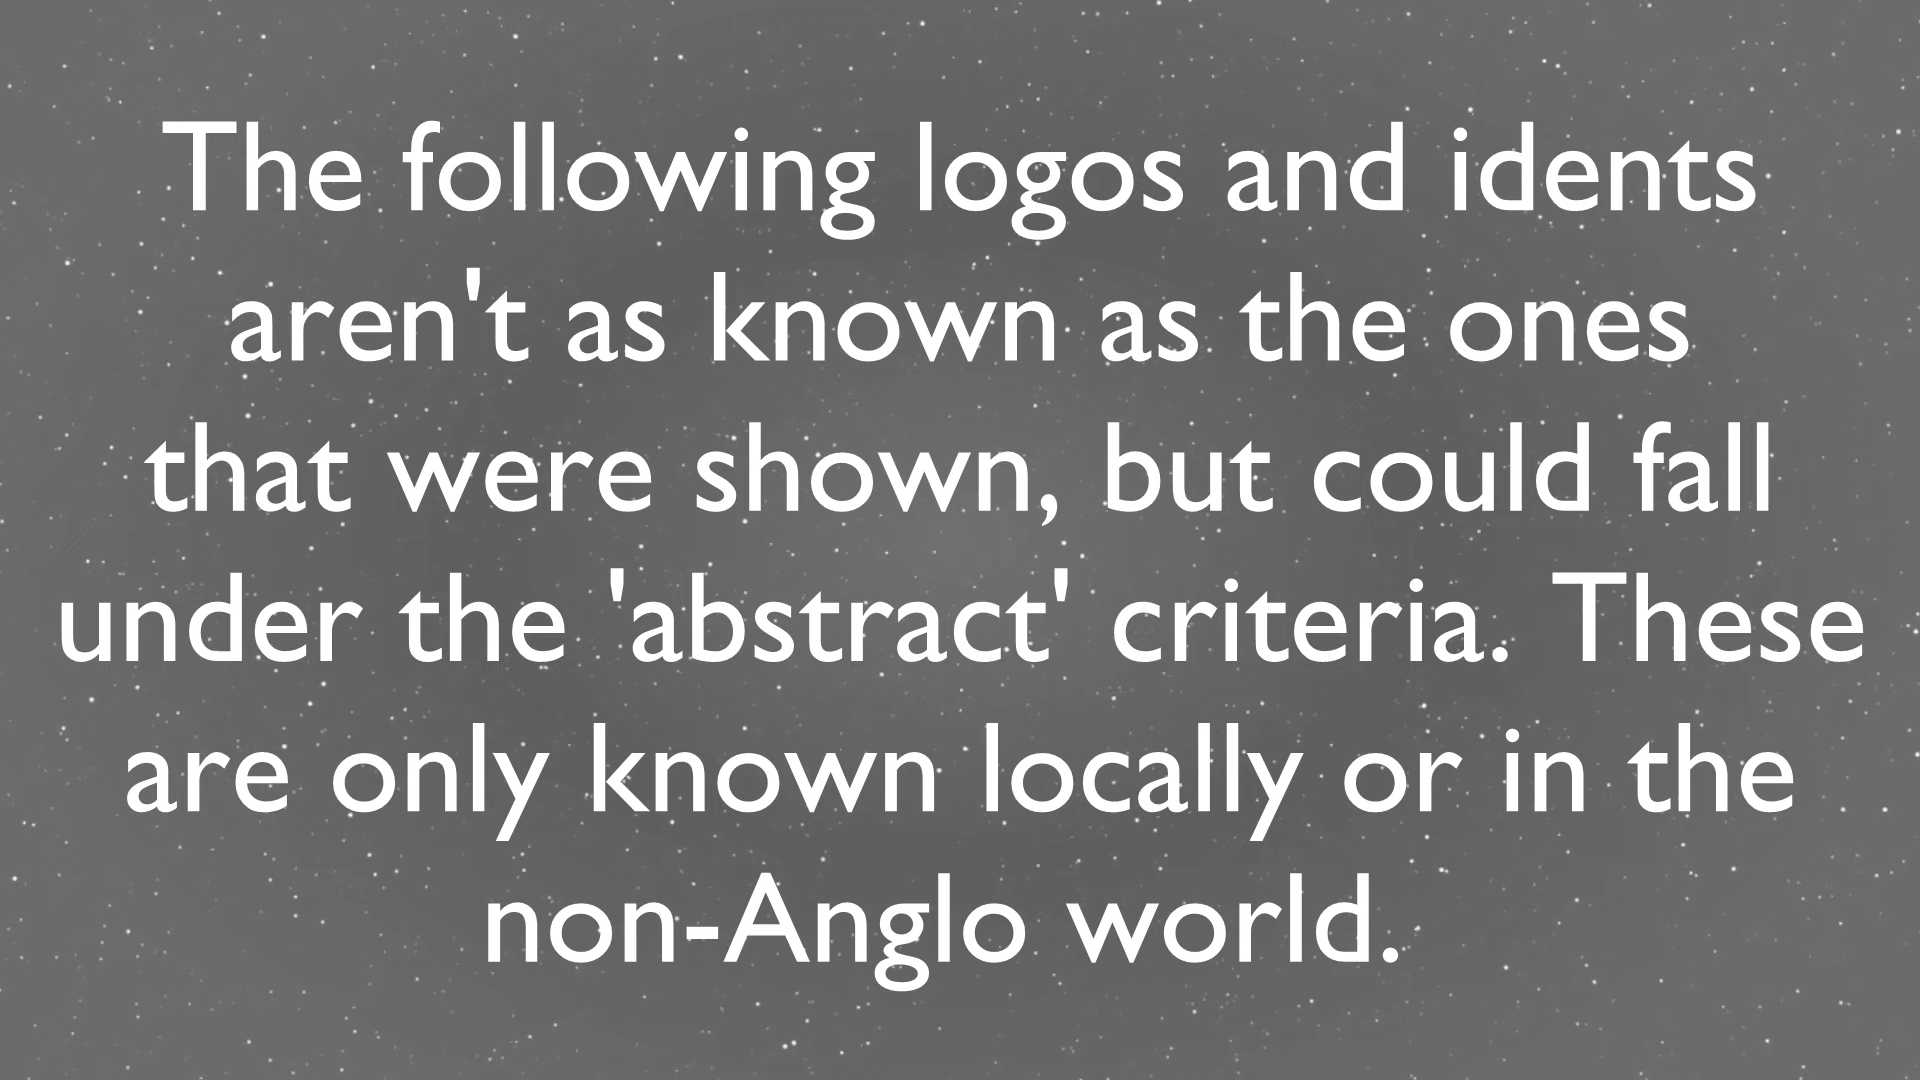 The following logos and idents
aren't as known as the ones
that were shown, but could fall
under the 'abstract' criteria. These
are only known locally or in the
non-Anglo world.